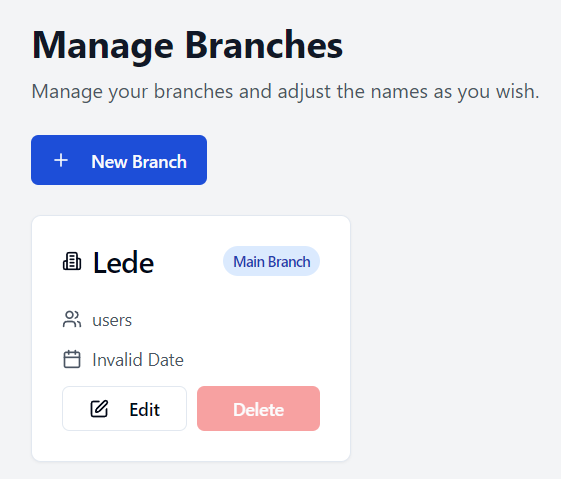 Manage Branches
Manage your branches and adjust the names as you wish.
New Branch
Lede
Main Branch
users
Invalid Date
Edit
Delete